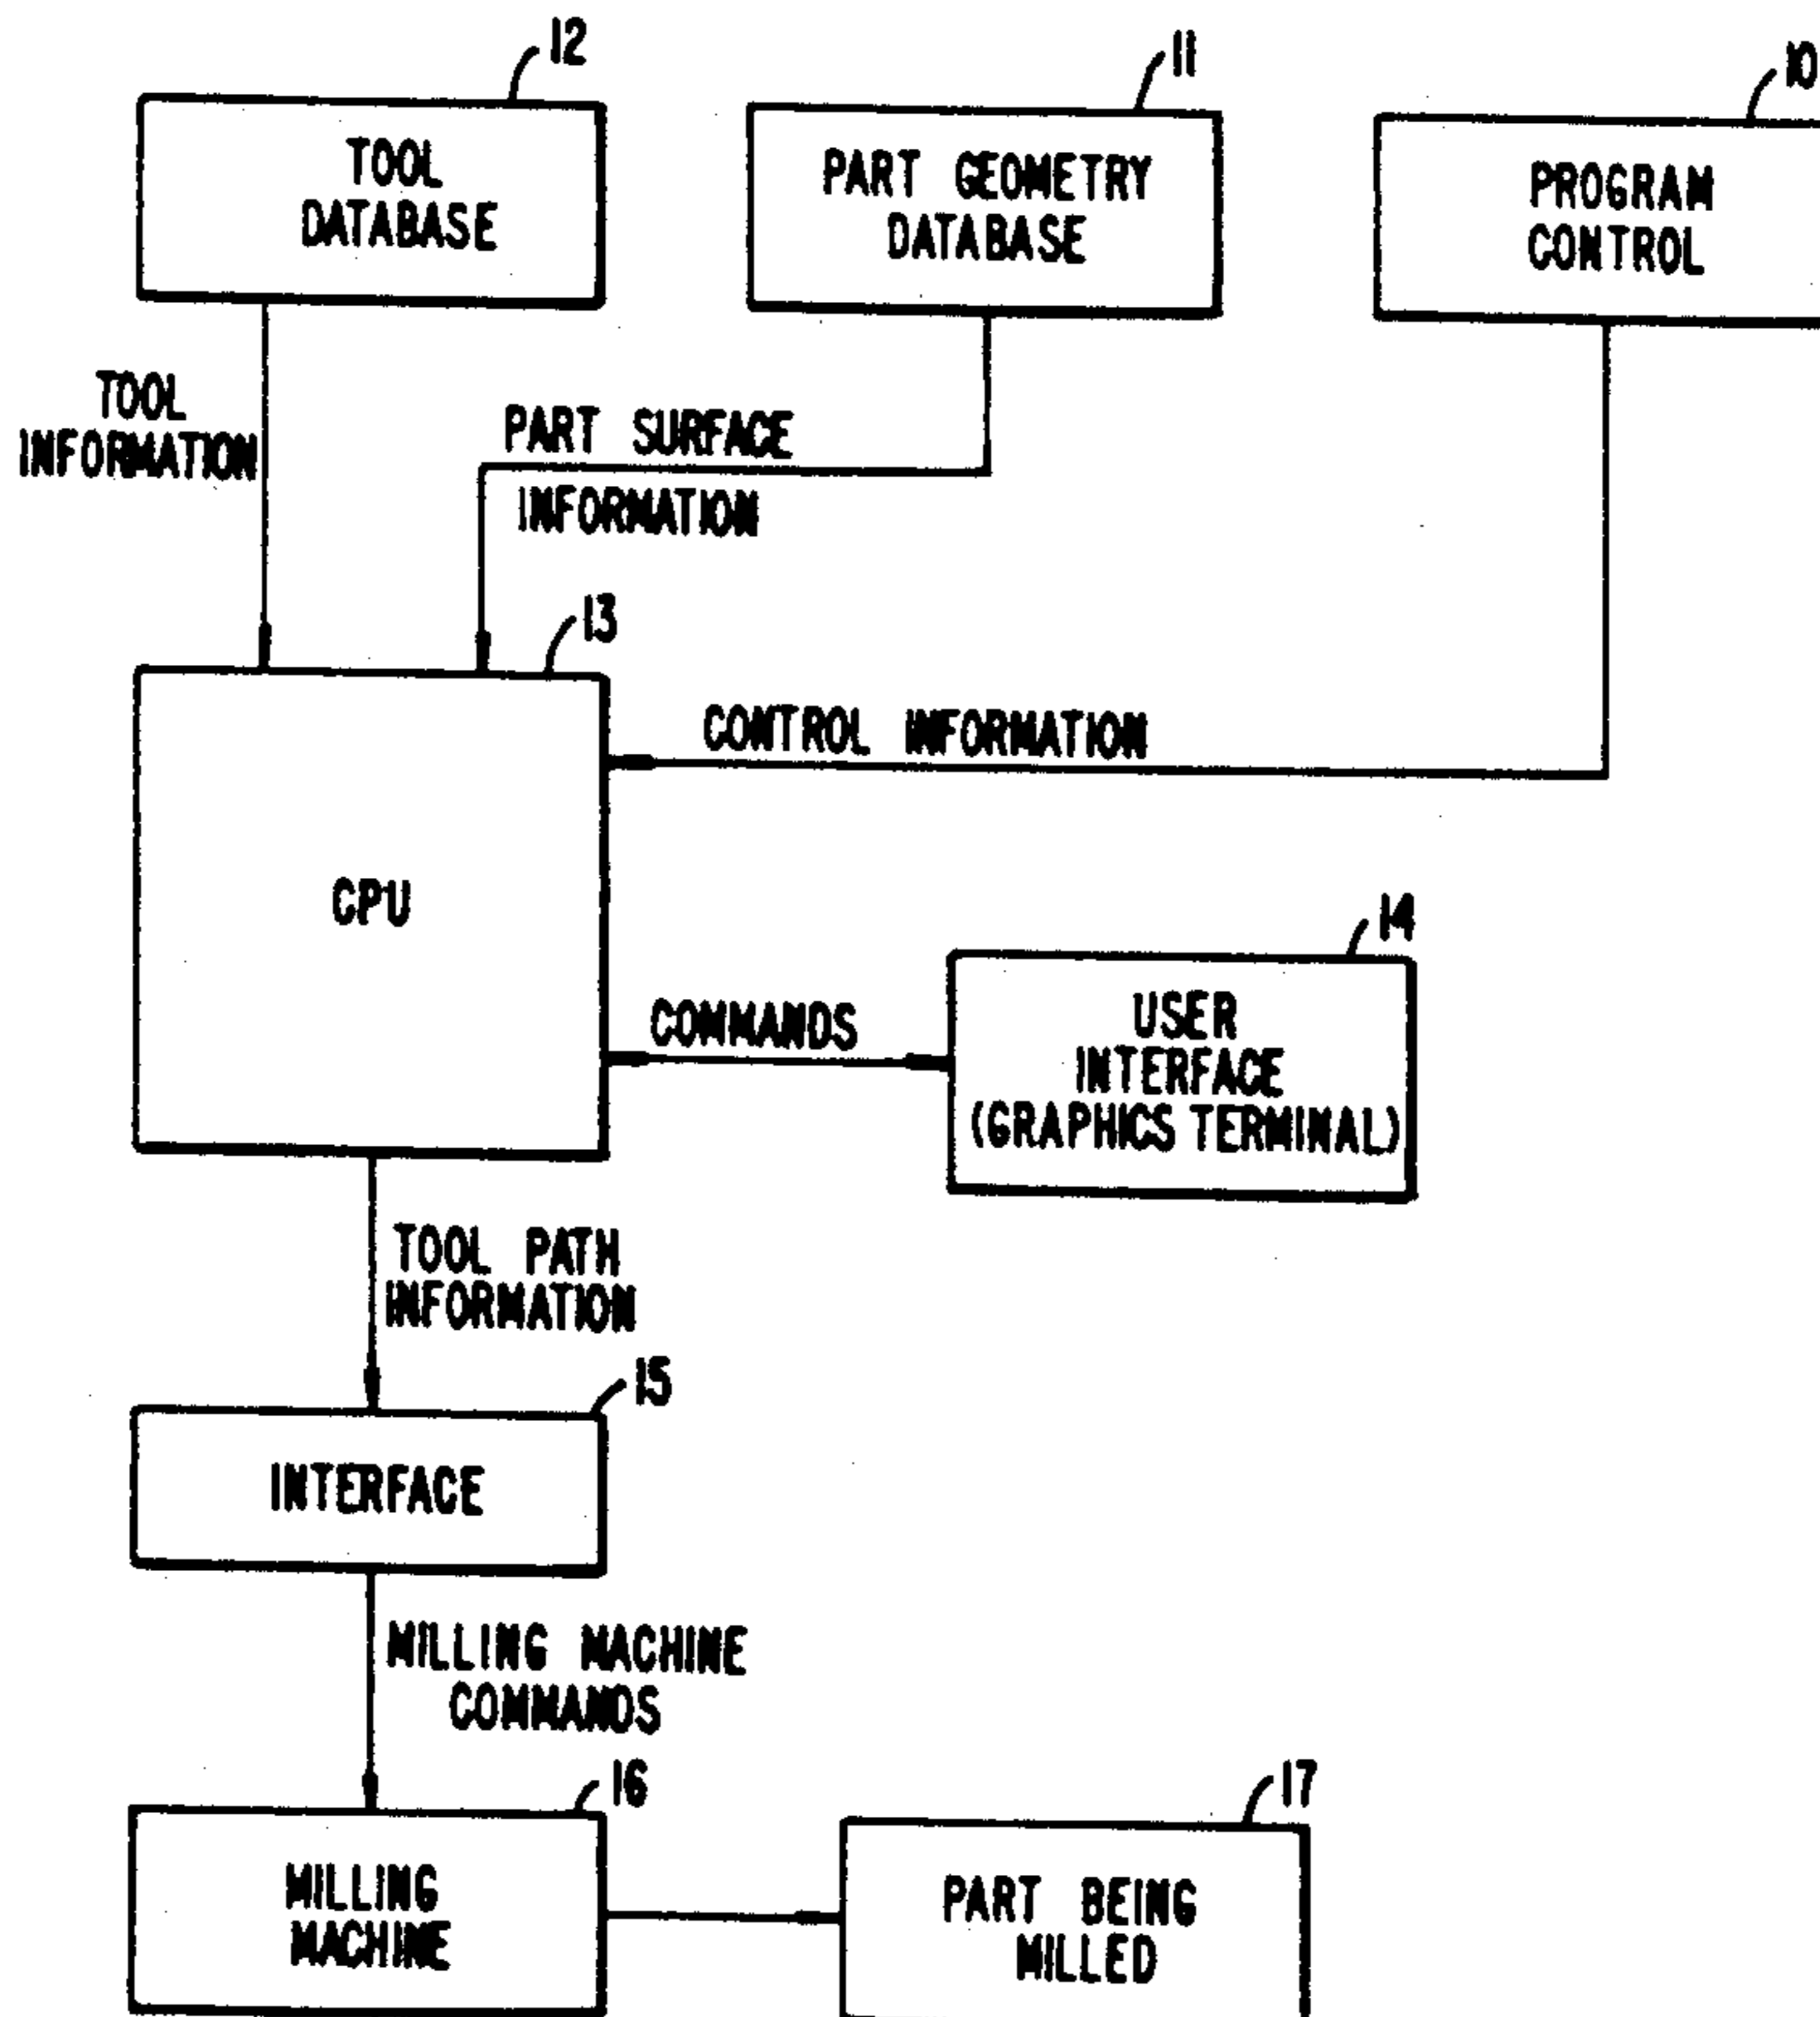 12
TOOL
DATABASE
11
PART GEOMETRY
DATABASE
10
PROGRAM
CONTROL
TOOL
INFORMATION
PART SURFACE
INFORMATION
13
CPU
CONTROL INFORMATION
COMMANDS
14
USER
INTERFACE
(GRAPHICS TERMINAL)
TOOL PATH
INFORMATION
15
INTERFACE
MILLING MACHINE
COMMANDS
16
MILLING
MACHINE
17
PART BEING
MILLED